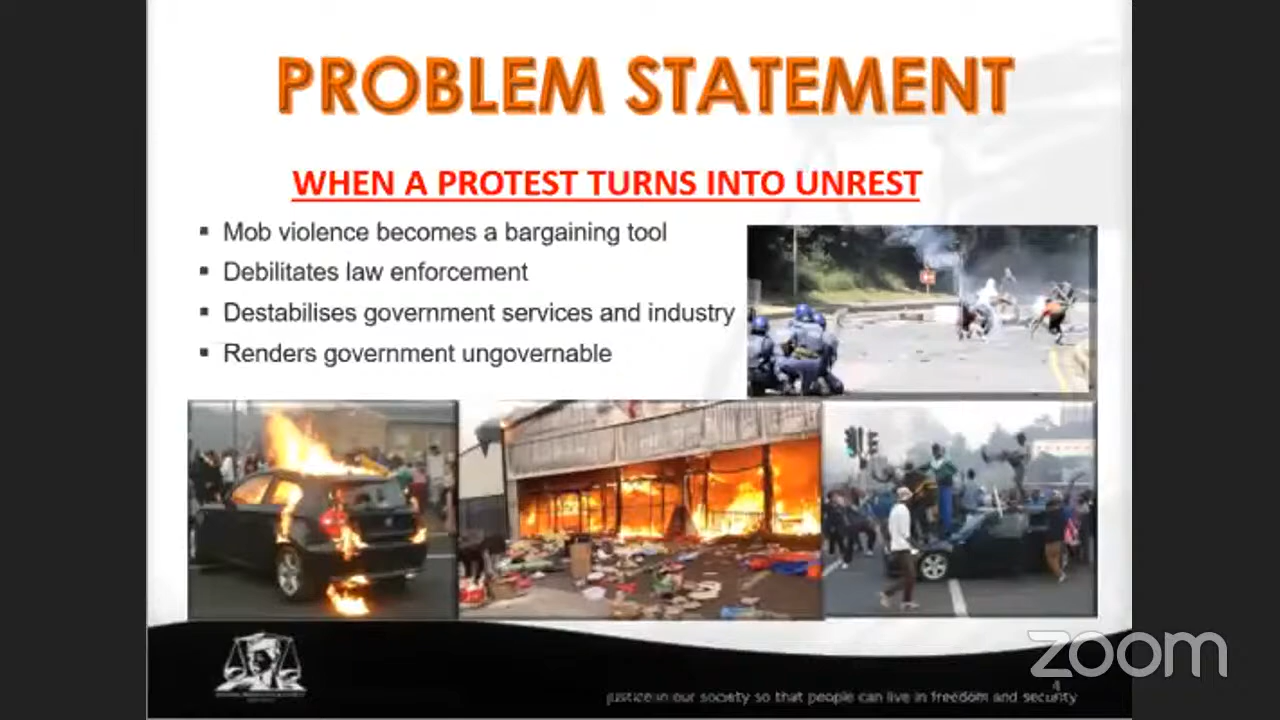 PROBLEM STATEMENT
WHEN A PROTEST TURNS INTO UNREST
▪ Mob violence becomes a bargaining tool
▪ Debilitates law enforcement
▪ Destabilises government services and industry
▪ Renders government ungovernable
zoom
4
justice in our society so that people can live in freedom and security